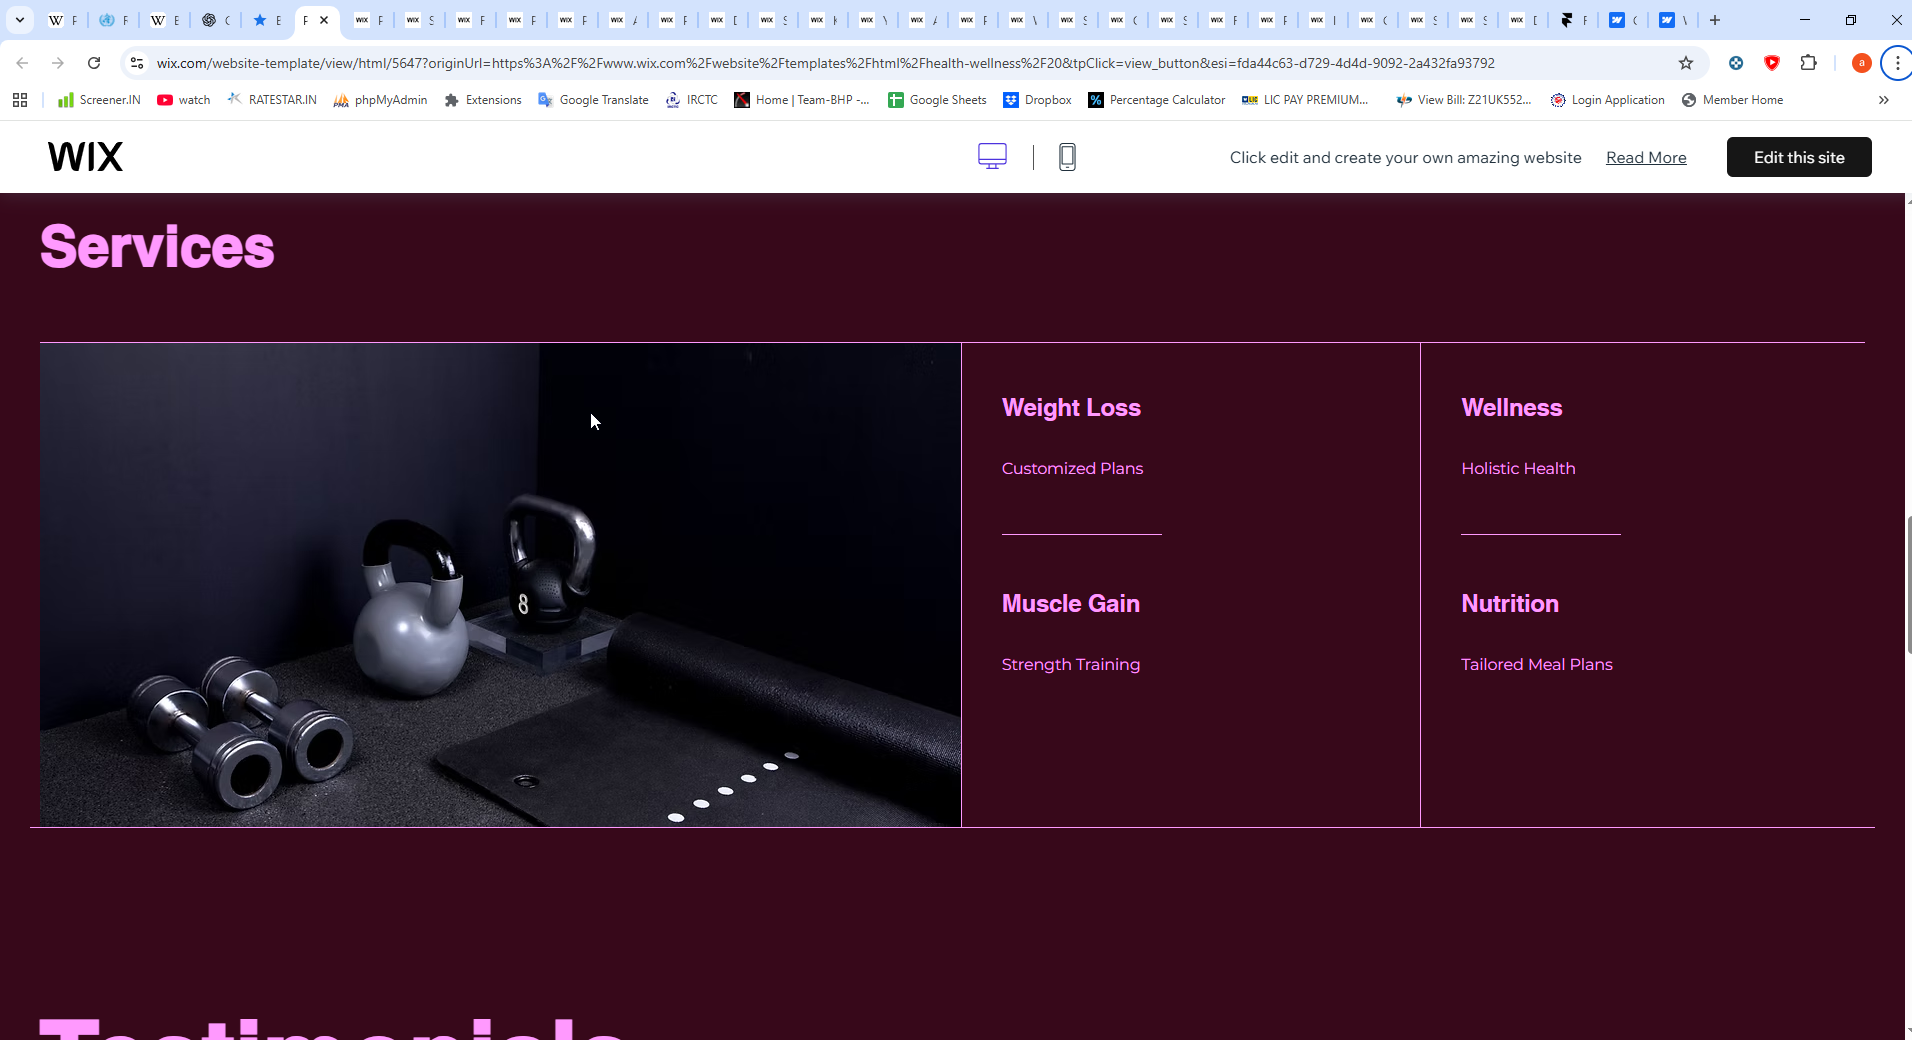 wix.com/website-template/view/html/5647?originUrl=https%3A%2F%2Fwww.wix.com%2Fwebsite%2Ftemplates%2Fhtml%2Fhealth-wellness%2F20&tpClick=view_button&esi=fda44c63-d729-4d4d-9092-2a432fa93792
a
Screener.IN watch RATESTAR.IN phpMyAdmin Extensions Google Translate IRCTC Home | Team-BHP -... Google Sheets Dropbox Percentage Calculator LIC PAY PREMIUM... View Bill: Z21UK552... Login Application Member Home
WIX
Click edit and create your own amazing website Read More Edit this site
Services
Weight Loss
Customized Plans
Wellness
Holistic Health
Muscle Gain
Strength Training
Nutrition
Tailored Meal Plans
8
Testimonials